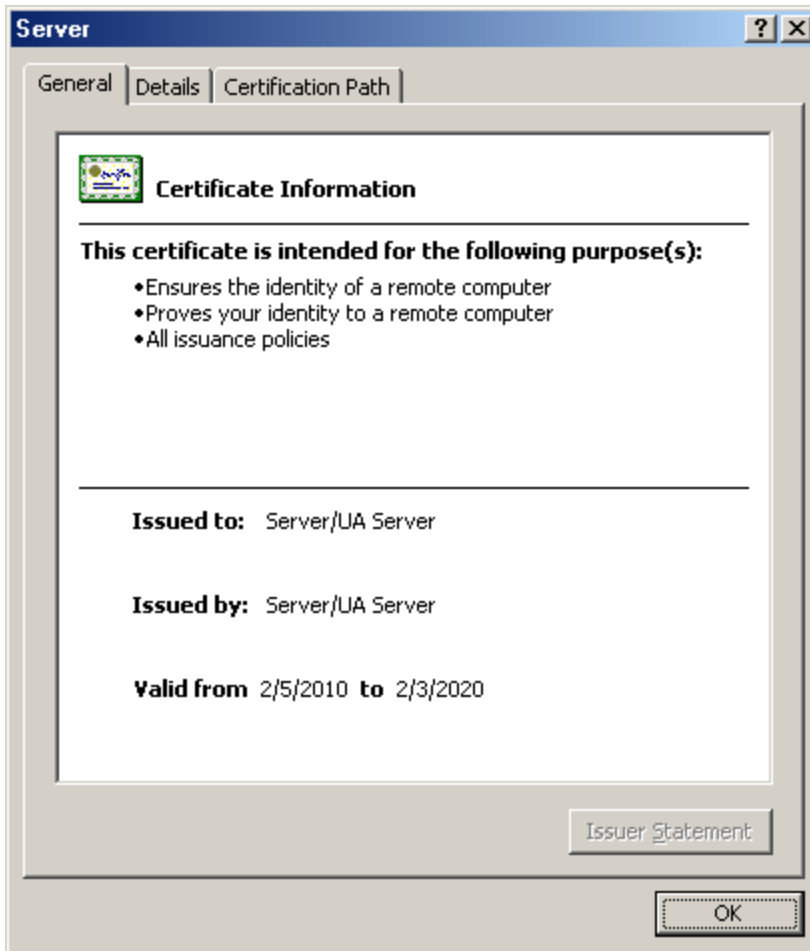 Server
General Details Certification Path
Certificate Information
This certificate is intended for the following purpose(s):
•Ensures the identity of a remote computer
•Proves your identity to a remote computer
•All issuance policies
Issued to: Server/UA Server
Issued by: Server/UA Server
Valid from 2/5/2010 to 2/3/2020
Issuer Statement
OK